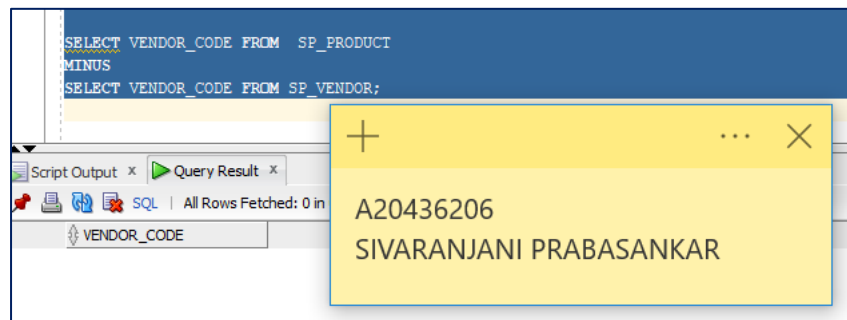 SELECT VENDOR_CODE FROM SP_PRODUCT
MINUS
SELECT VENDOR_CODE FROM SP_VENDOR;
Script Output x Query Result x
SQL | All Rows Fetched: 0 in
VENDOR_CODE
A20436206
SIVARANJANI PRABASANKAR